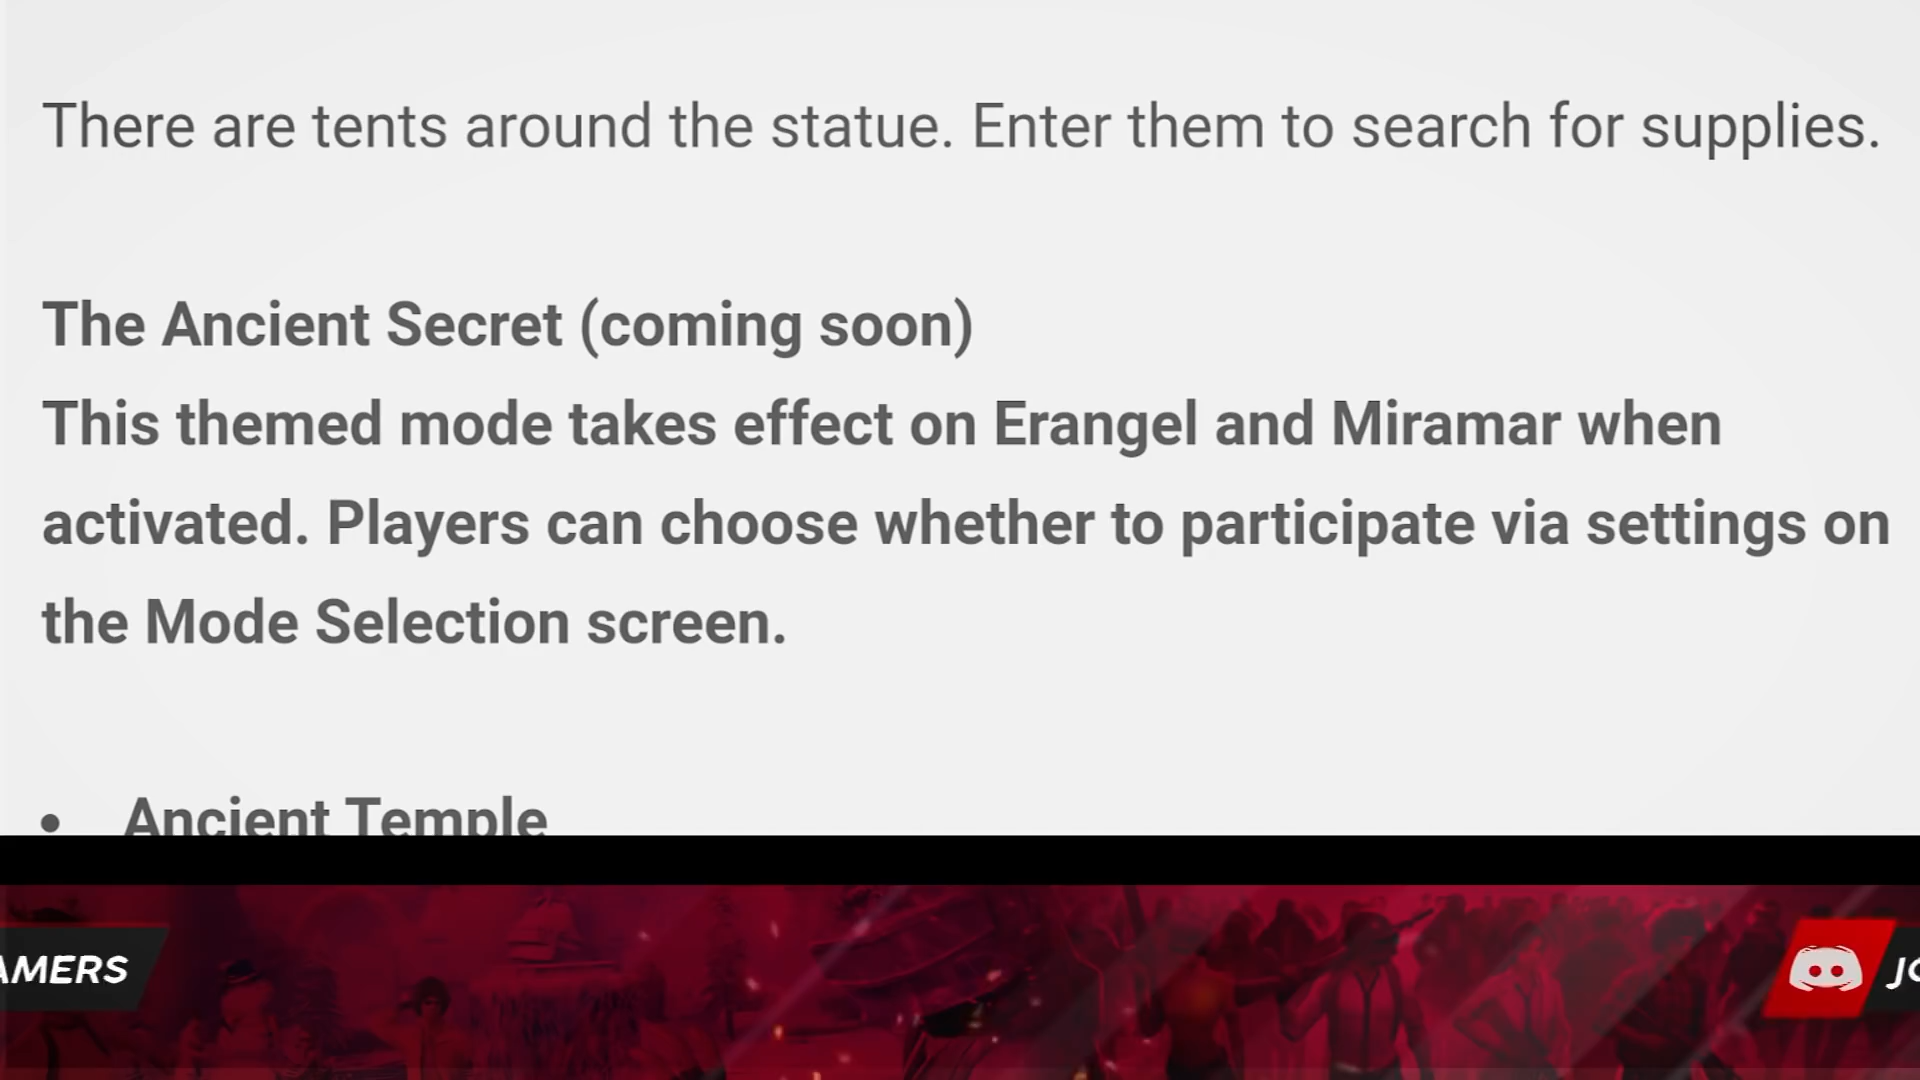 There are tents around the statue. Enter them to search for supplies.
The Ancient Secret (coming soon)
This themed mode takes effect on Erangel and Miramar when
activated. Players can choose whether to participate via settings on
the Mode Selection screen.
• Ancient Temple
AMERS
JO